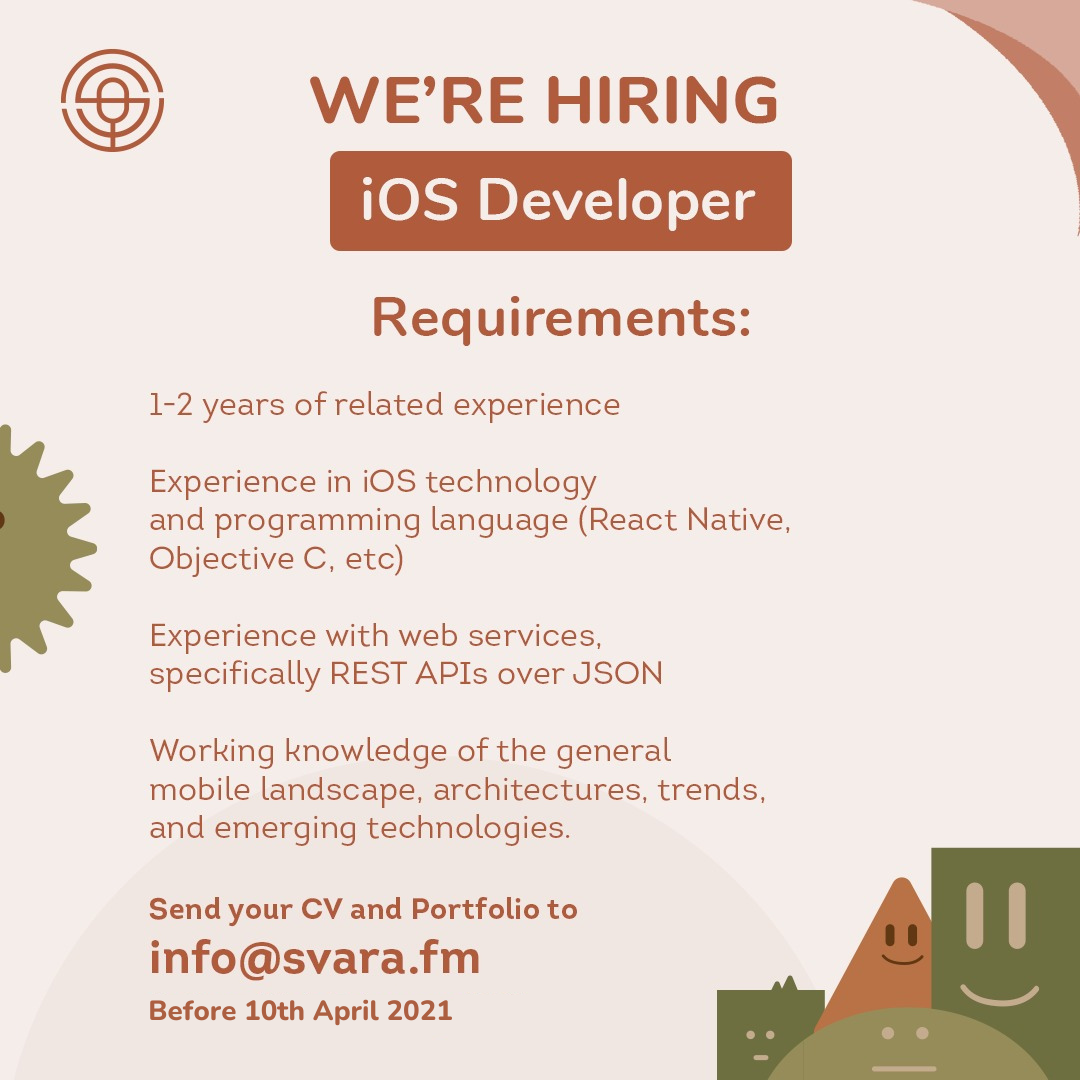 WE’RE HIRING
iOS Developer
Requirements:
1-2 years of related experience
Experience in iOS technology
and programming language (React Native,
Objective C, etc)
Experience with web services,
specifically REST APIs over JSON
Working knowledge of the general
mobile landscape, architectures, trends,
and emerging technologies.
Send your CV and Portfolio to
info@svara.fm
Before 10th April 2021